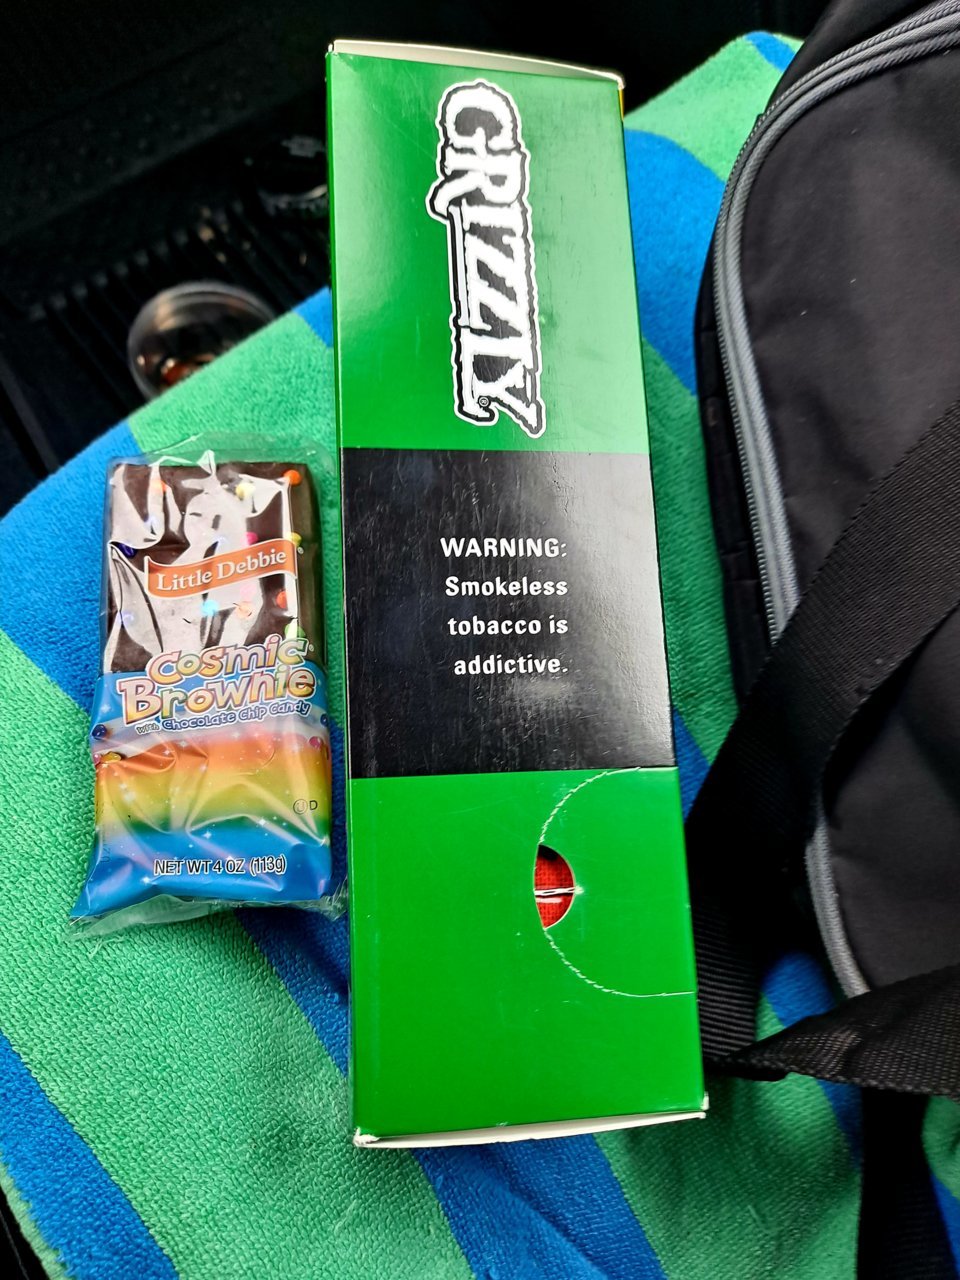 GRIZZLY®
WARNING:
Smokeless
tobacco is
addictive.
Little Debbie®
Cosmic®
Brownie
with Chocolate Chip Candy
U D
NET WT 4 OZ (113g)